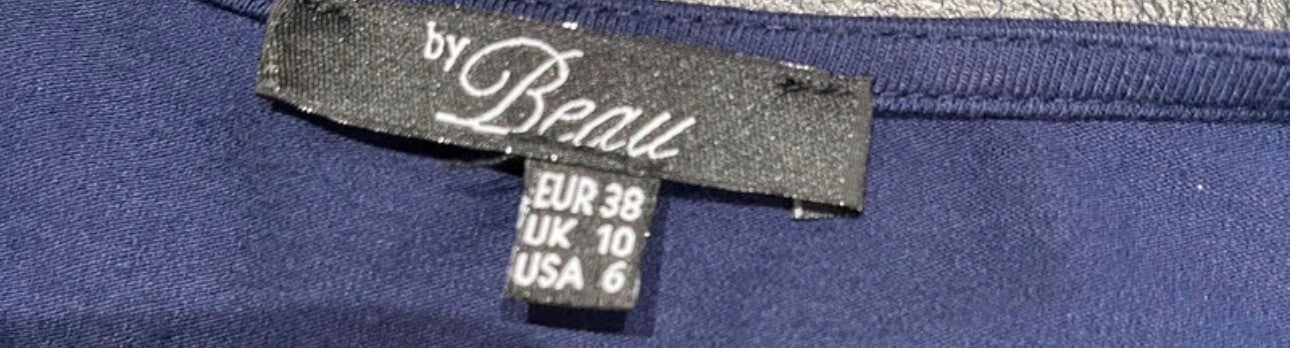 by Beau
EUR 38
UK 10
USA 6